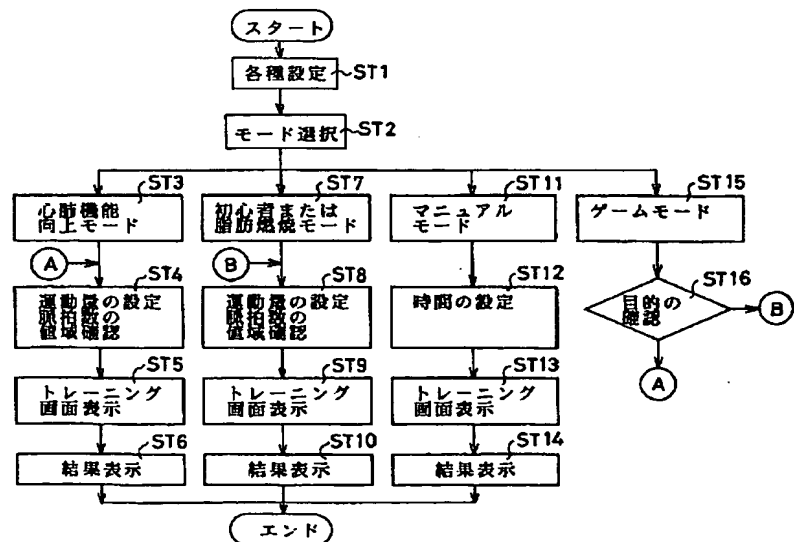 スタート
各種設定
ST1
モード選択
ST2
ST3
心肺機能
向上モード
ST7
初心者または
脂肪燃焼モード
ST11
マニュアル
モード
ST15
ゲームモード
A
B
ST4
運動量の設定
脈拍数の
値域確認
ST8
運動量の設定
脈拍数の
値域確認
ST12
時間の設定
ST16
目的の
確認
B
A
ST5
トレーニング
画面表示
ST9
トレーニング
画面表示
ST13
トレーニング
画面表示
ST6
結果表示
ST10
結果表示
ST14
結果表示
エンド